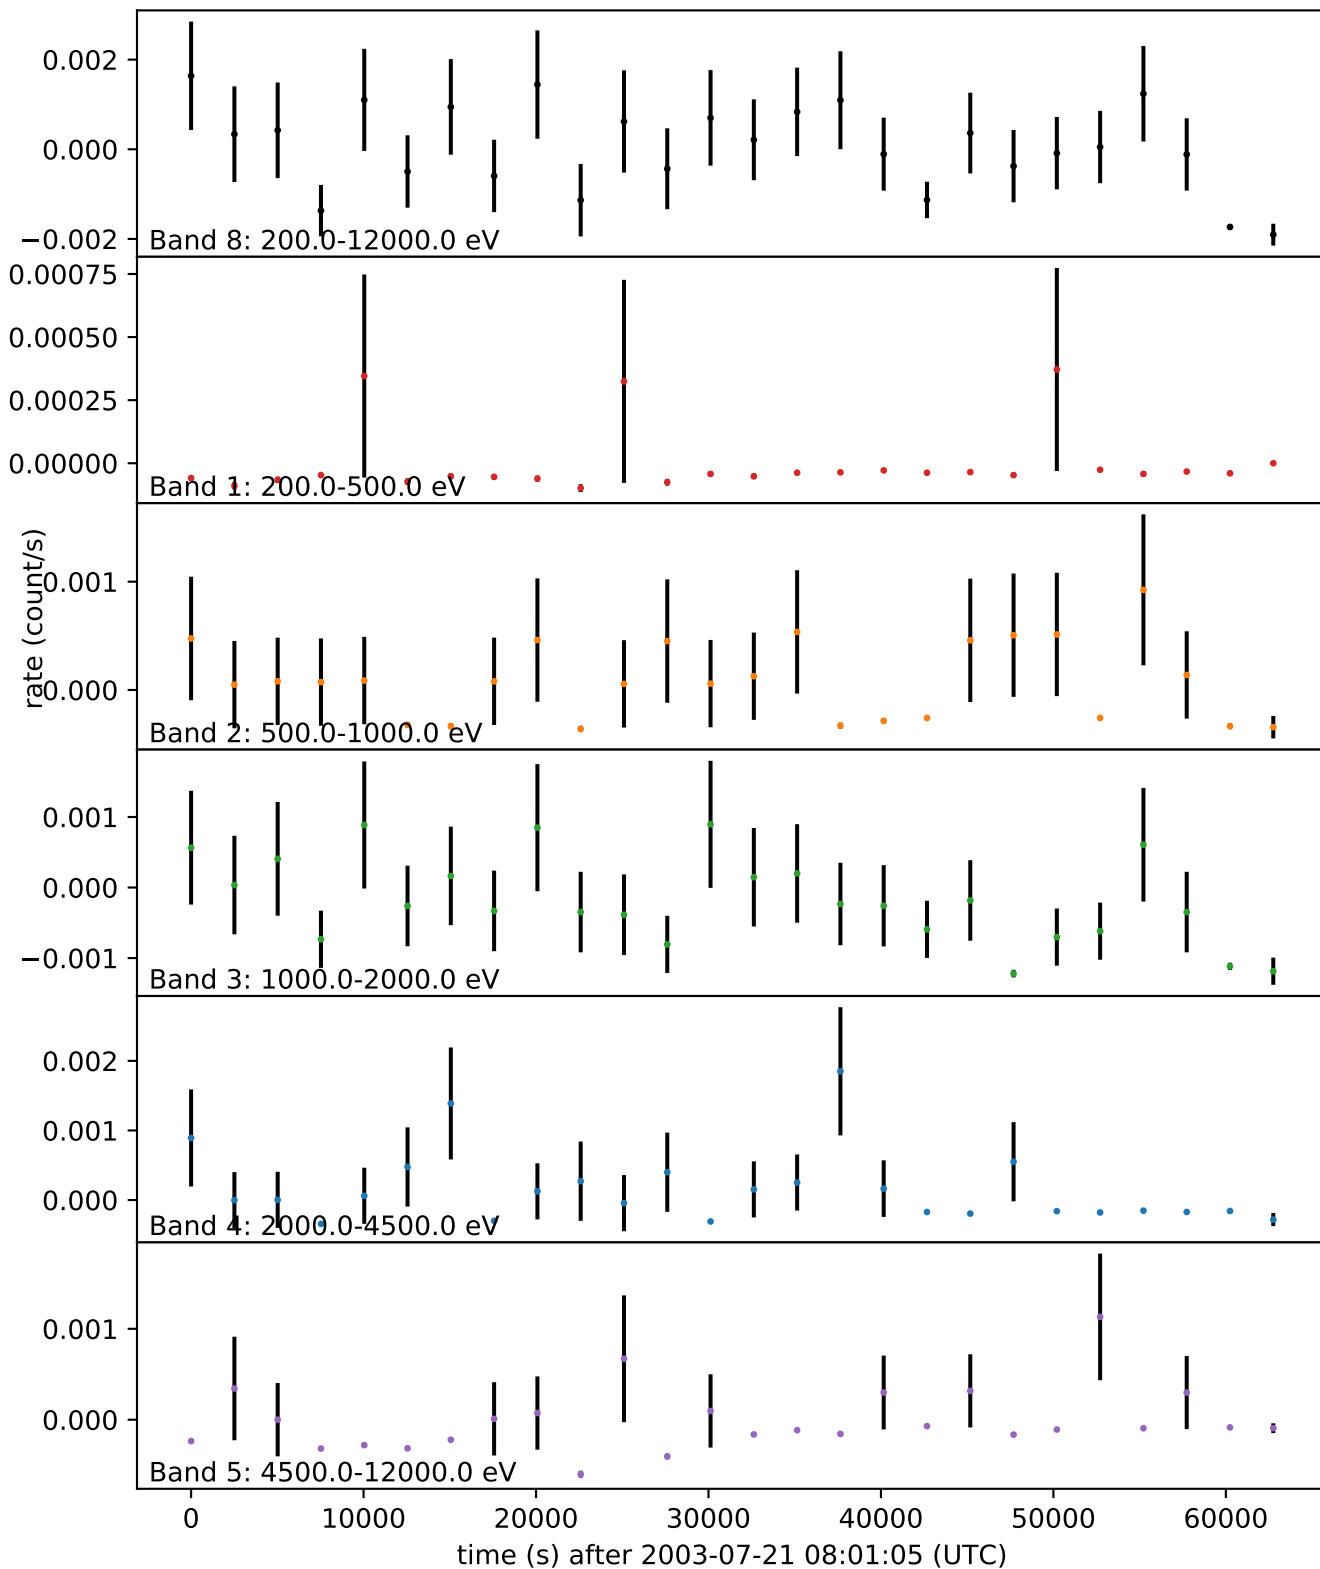 0.002
0.000
−0.002
Band 8: 200.0-12000.0 eV
0.00075
0.00050
0.00025
0.00000
Band 1: 200.0-500.0 eV
rate (count/s)
0.001
0.000
Band 2: 500.0-1000.0 eV
0.001
0.000
−0.001
Band 3: 1000.0-2000.0 eV
0.002
0.001
0.000
Band 4: 2000.0-4500.0 eV
0.001
0.000
Band 5: 4500.0-12000.0 eV
0 10000 20000 30000 40000 50000 60000
time (s) after 2003-07-21 08:01:05 (UTC)